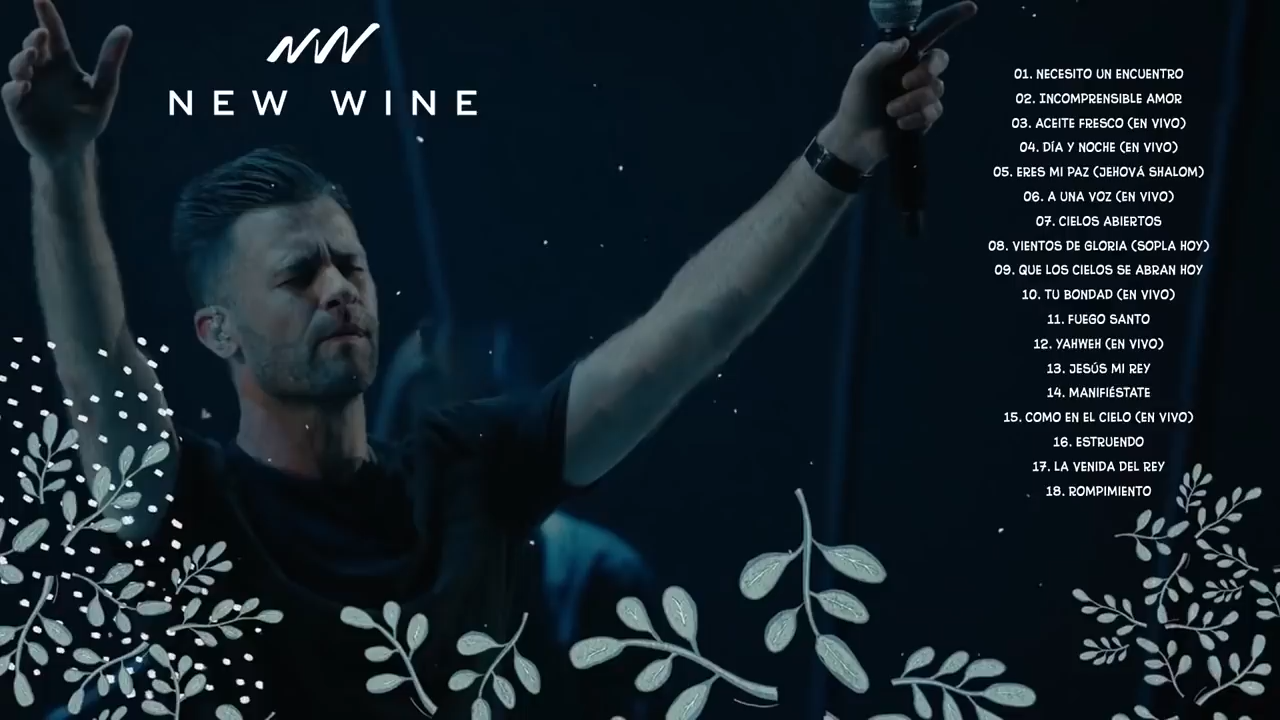 NW
NEW WINE
01. NECESITO UN ENCUENTRO
02. INCOMPRENSIBLE AMOR
03. ACEITE FRESCO (EN VIVO)
04. DÍA Y NOCHE (EN VIVO)
05. ERES MI PAZ (JEHOVÁ SHALOM)
06. A UNA VOZ (EN VIVO)
07. CIELOS ABIERTOS
08. VIENTOS DE GLORIA (SOPLA HOY)
09. QUE LOS CIELOS SE ABRAN HOY
10. TU BONDAD (EN VIVO)
11. FUEGO SANTO
12. YAHWEH (EN VIVO)
13. JESÚS MI REY
14. MANIFIÉSTATE
15. COMO EN EL CIELO (EN VIVO)
16. ESTRUENDO
17. LA VENIDA DEL REY
18. ROMPIMIENTO